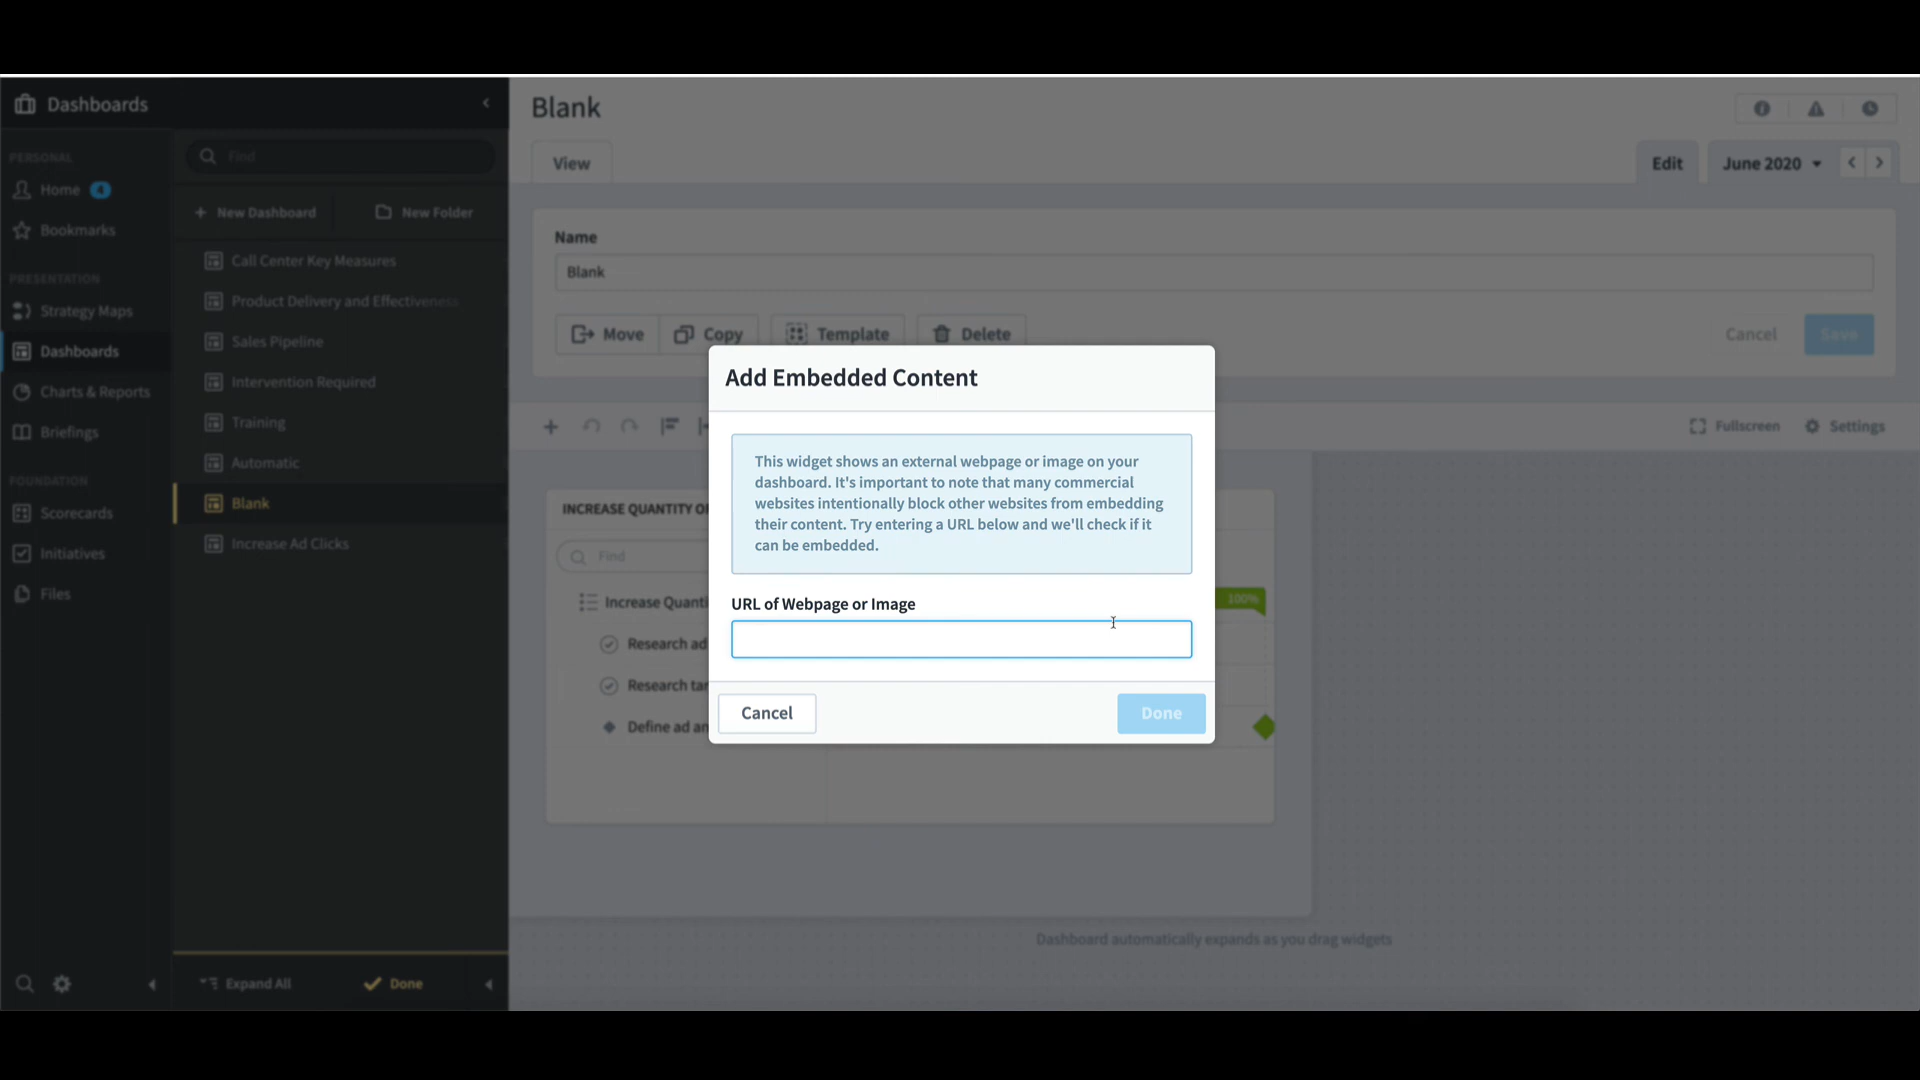 Dashboards
PERSONAL
Home 4
Bookmarks
PRESENTATION
Strategy Maps
Dashboards
Charts & Reports
Briefings
FOUNDATION
Scorecards
Initiatives
Files
Find
New Dashboard
New Folder
Call Center Key Measures
Product Delivery and Effectiveness
Sales Pipeline
Intervention Required
Training
Automatic
Blank
Increase Ad Clicks
Expand All
Done
Blank
View
Edit
June 2020
Name
Blank
Move
Copy
Template
Delete
Cancel
Save
Fullscreen
Settings
INCREASE QUANTITY
Find
Increase Quanti
100%
Research ad
Research tar
Define ad an
Dashboard automatically expands as you drag widgets
Add Embedded Content
This widget shows an external webpage or image on your
dashboard. It's important to note that many commercial
websites intentionally block other websites from embedding
their content. Try entering a URL below and we'll check if it
can be embedded.
URL of Webpage or Image
Cancel
Done